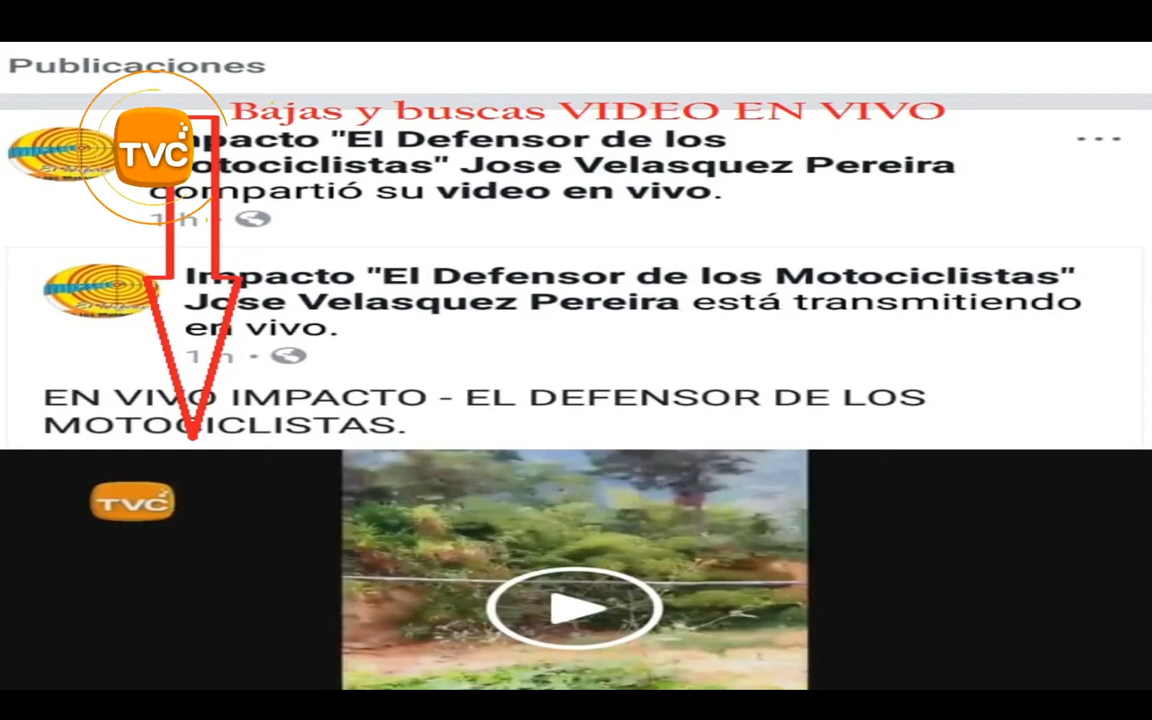 Publicaciones
Bajas y buscas VIDEO EN VIVO
TVC
"El Defensor de los
Motociclistas" Jose Velasquez Pereira
compartió su video en vivo.
1 h
Impacto "El Defensor de los Motociclistas"
Jose Velasquez Pereira está transmitiendo
en vivo.
1 h
EN VIVO IMPACTO - EL DEFENSOR DE LOS
MOTOCICLISTAS.
TVC